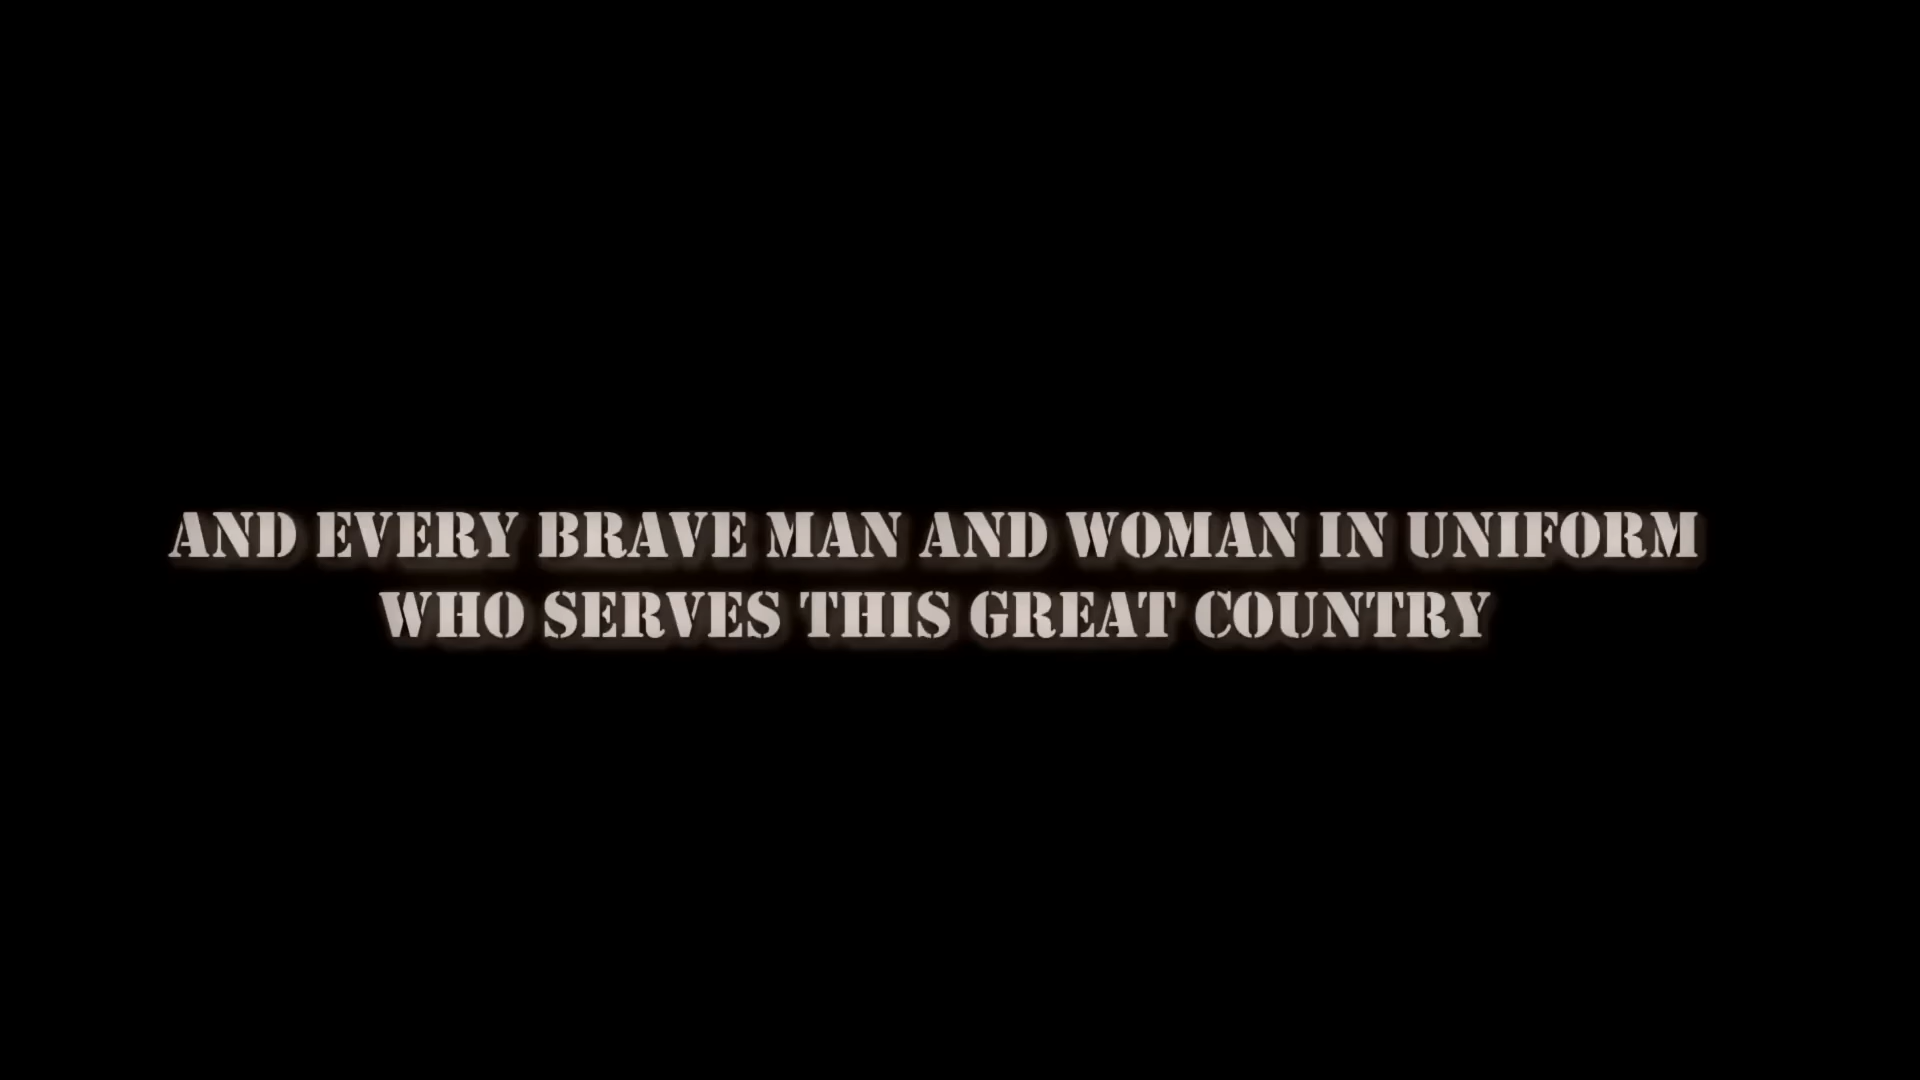 AND EVERY BRAVE MAN AND WOMAN IN UNIFORM
WHO SERVES THIS GREAT COUNTRY